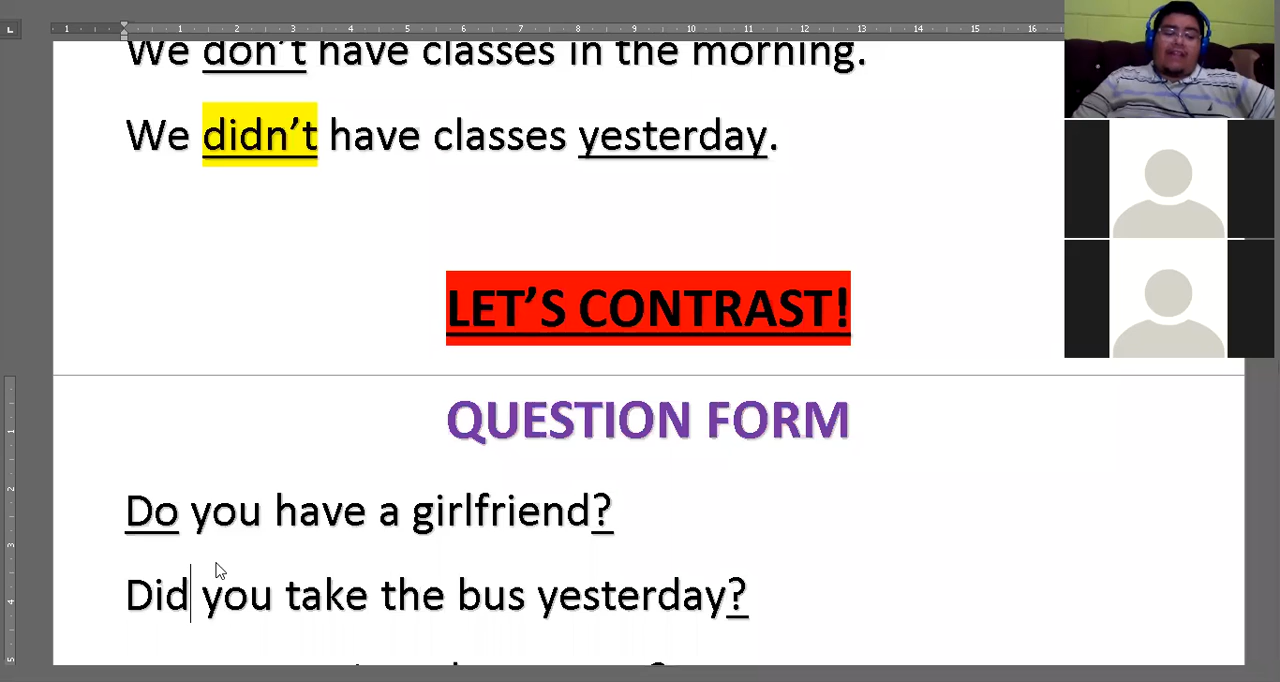 We don't have classes in the morning.
We didn't have classes yesterday.
LET'S CONTRAST!
QUESTION FORM
Do you have a girlfriend?
Did you take the bus yesterday?